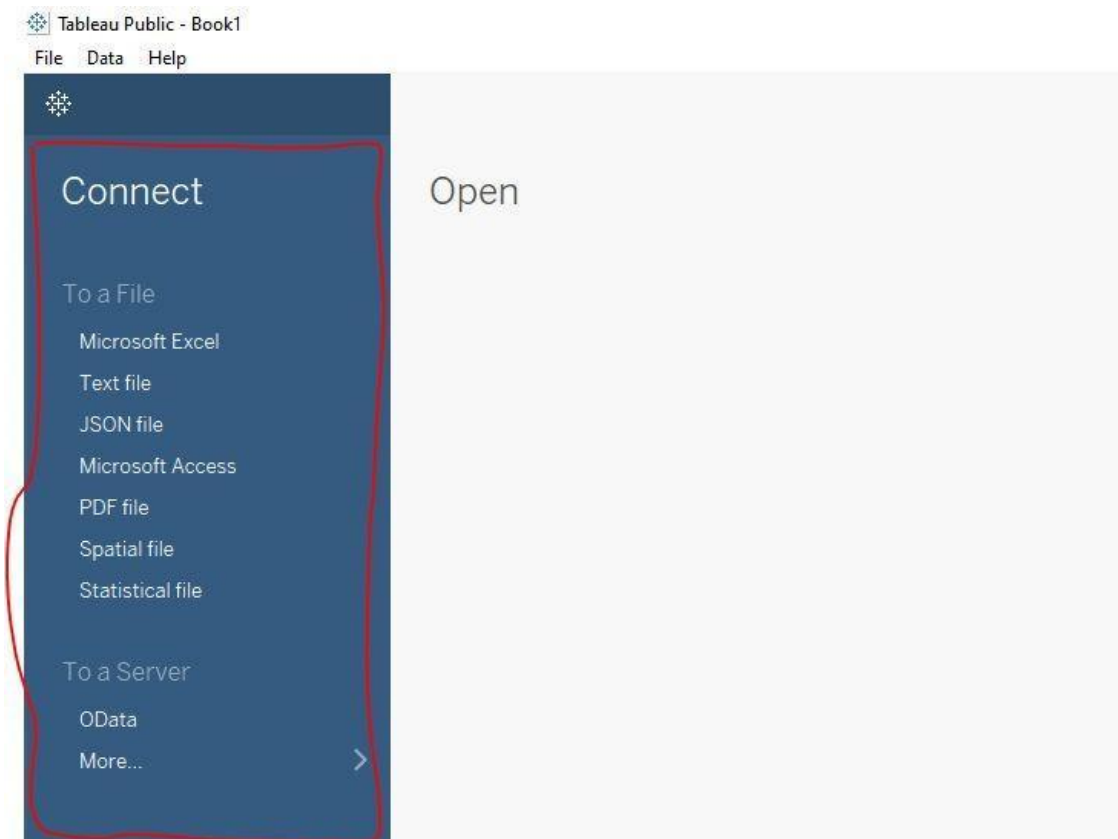 Tableau Public - Book1
File Data Help
Connect
Open
To a File
Microsoft Excel
Text file
JSON file
Microsoft Access
PDF file
Spatial file
Statistical file
To a Server
OData
More...